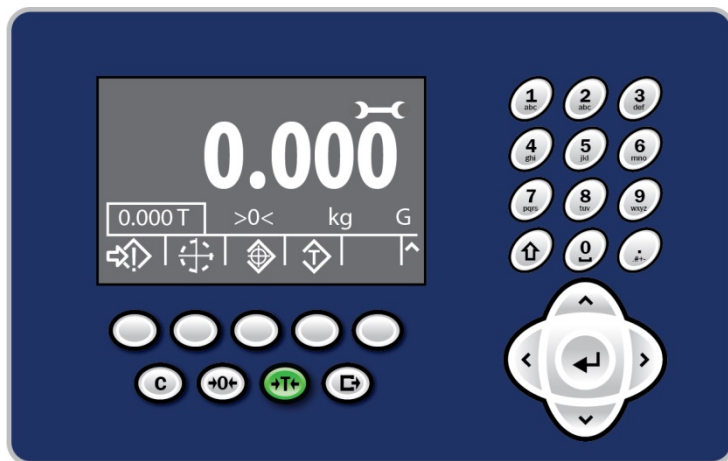 0.000
0.000 T >0< kg G
T
1 2 3
abc abc def
4 5 6
ghi jkl mno
7 8 9
pqrs tuv wxyz
0 .
.#+-
C →0← →T←